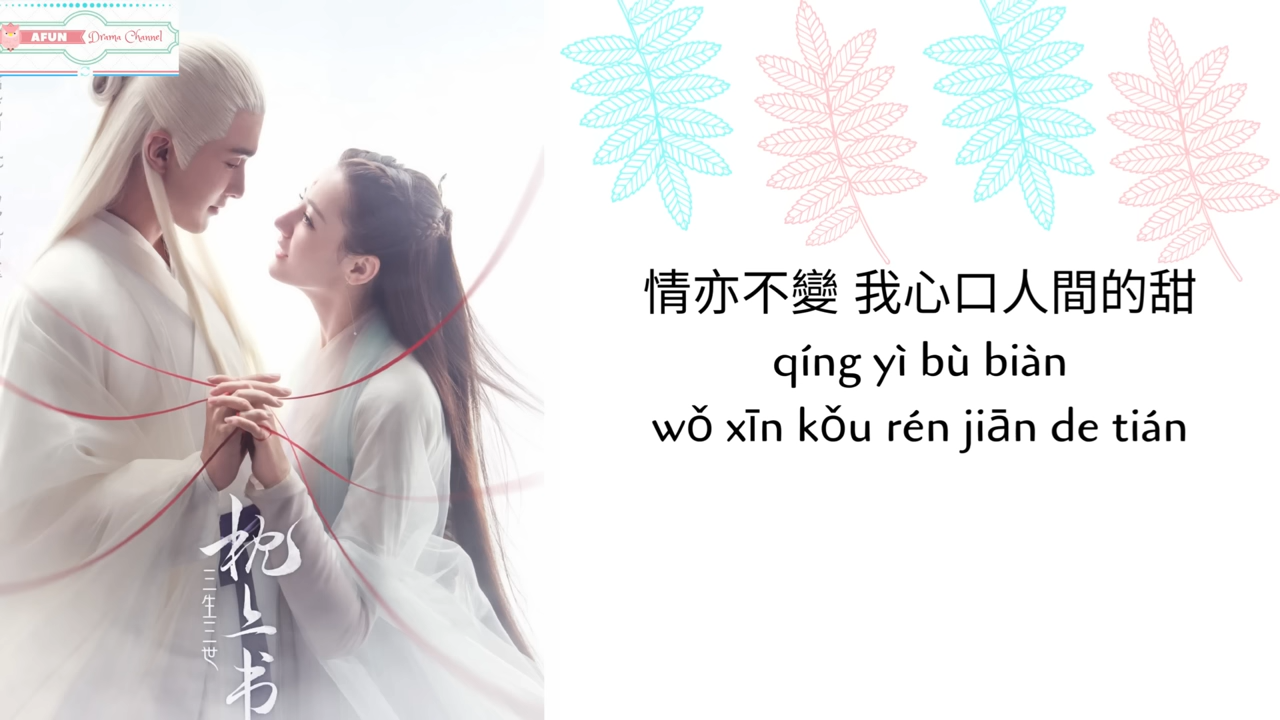 AFUN Drama Channel
情亦不變 我心口人間的甜
qíng yì bù biàn
wǒ xīn kǒu rén jiān de tián
枕上书
三生三世